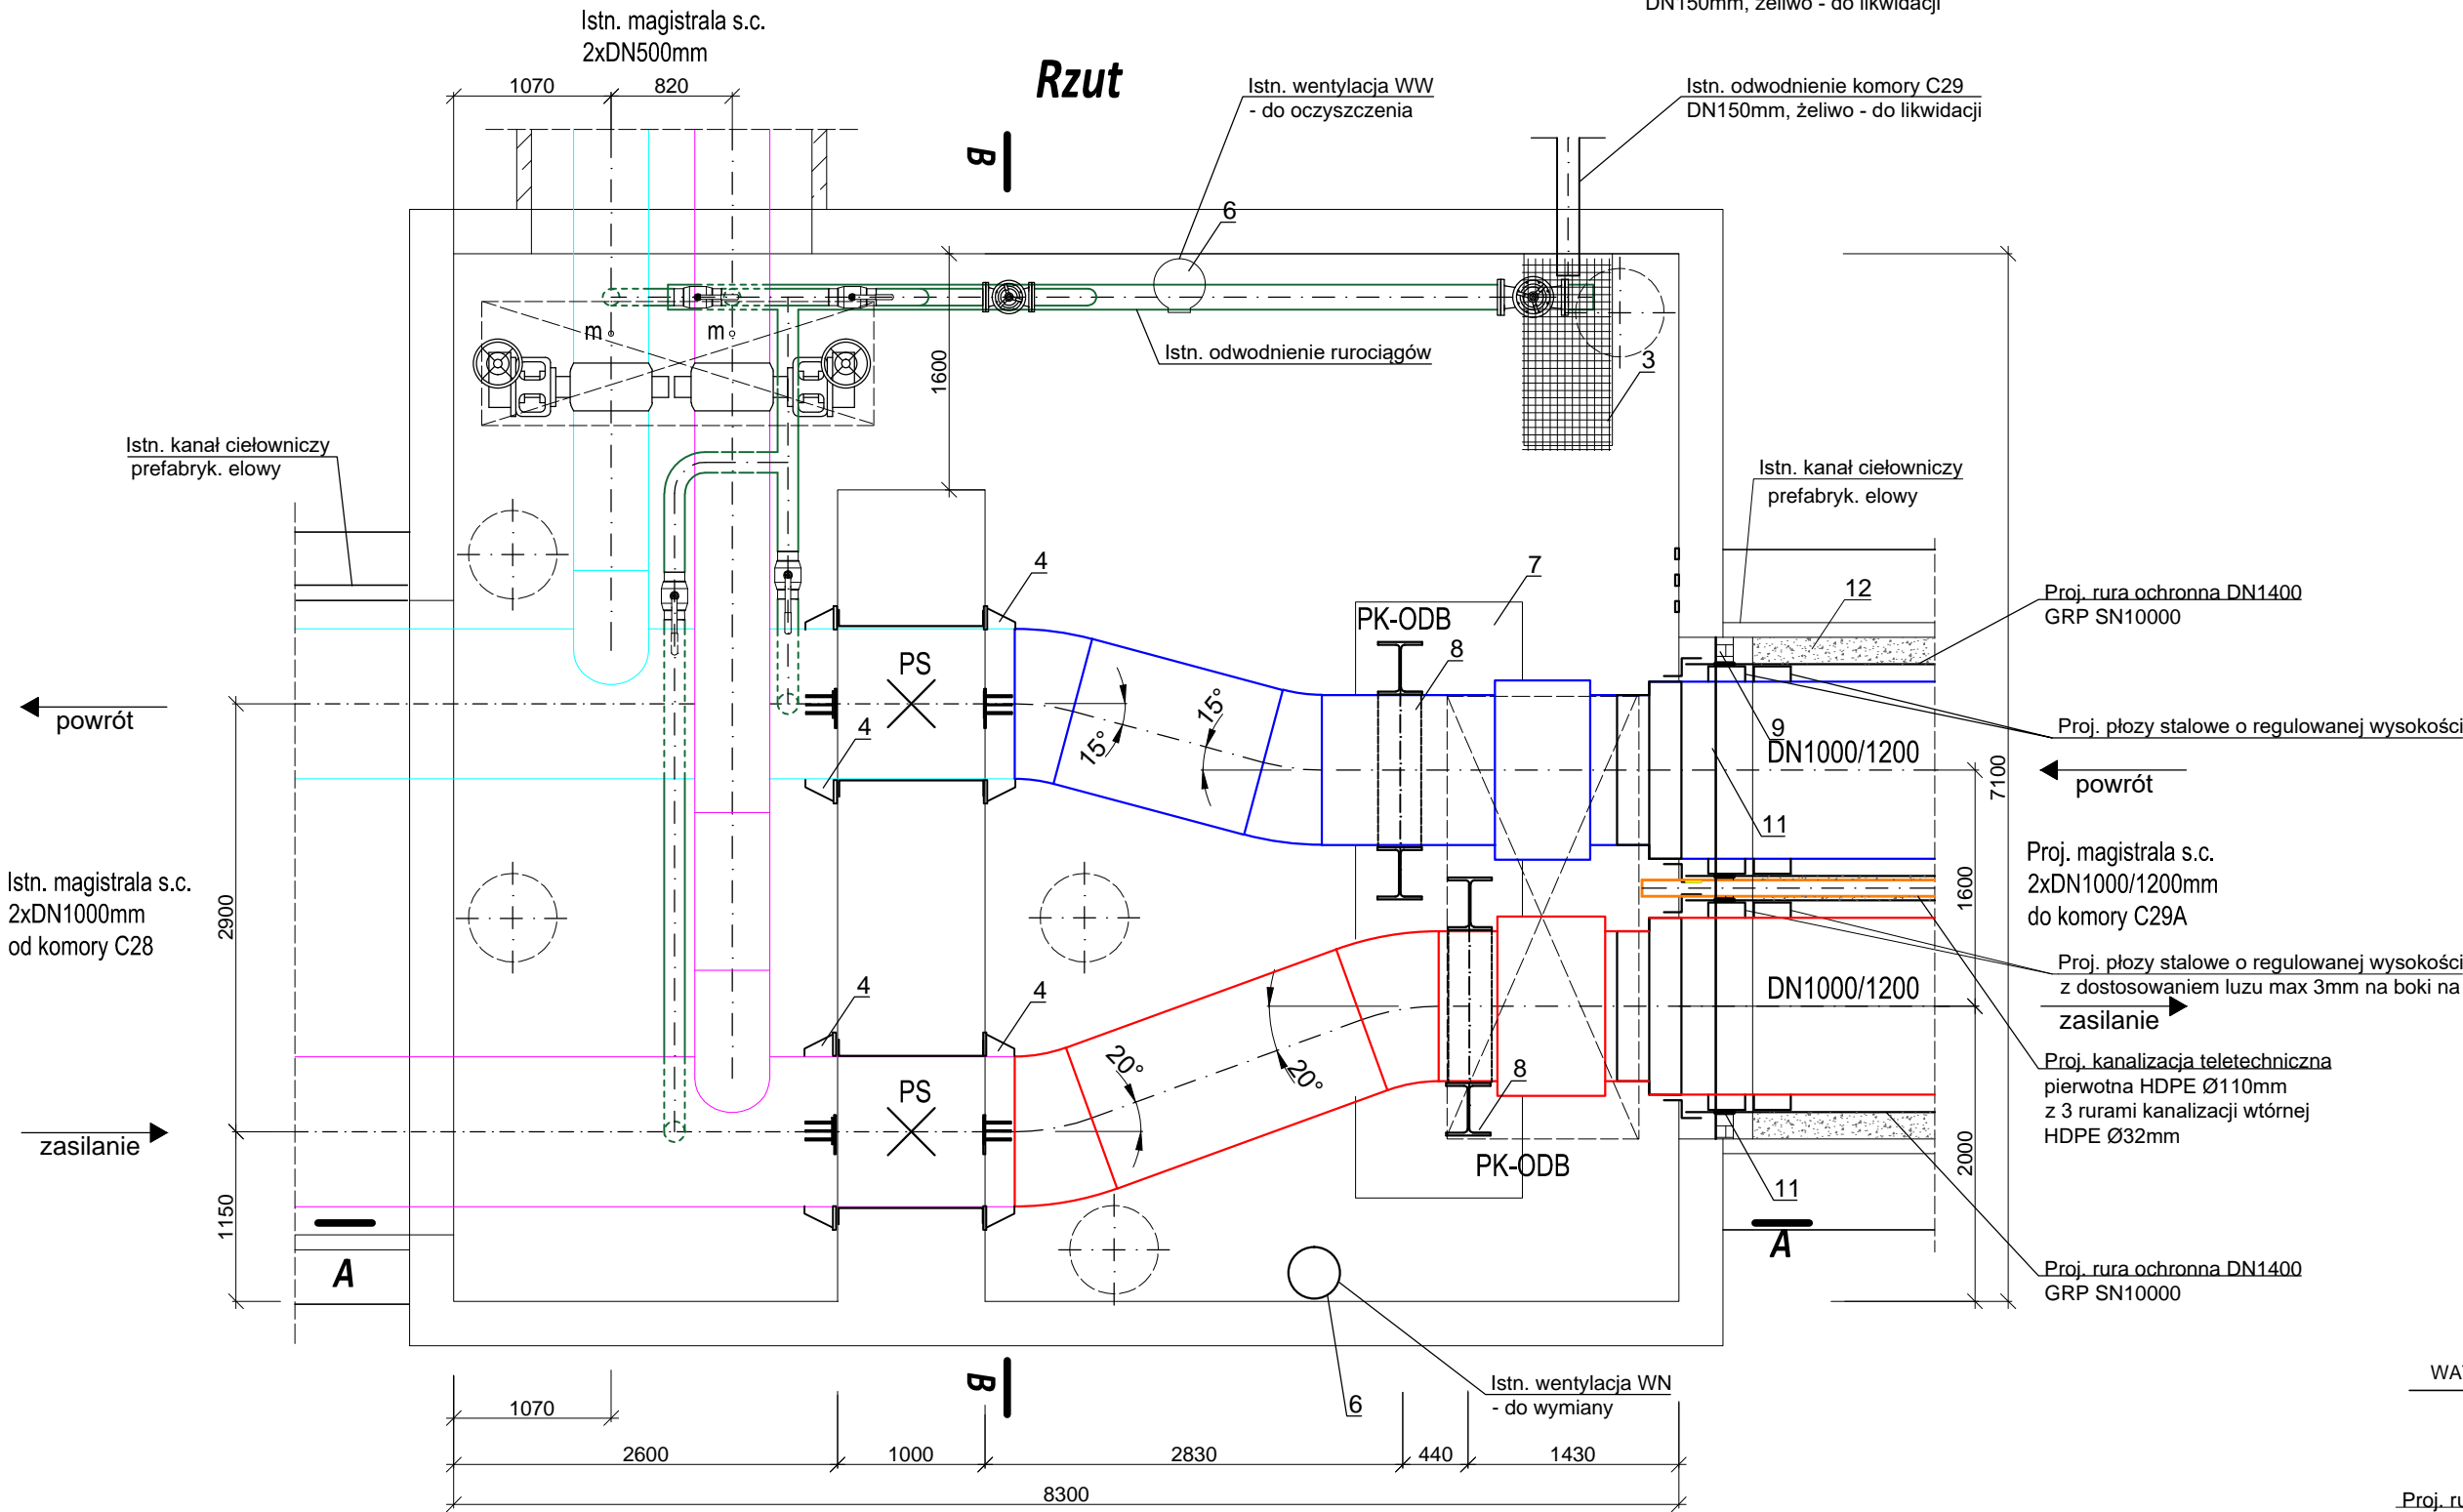 DN150mm, żeliwo - do likwidacji
Istn. magistrala s.c.
2xDN500mm
1070
820
Rzut
Istn. wentylacja WW
- do oczyszczenia
Istn. odwodnienie komory C29
DN150mm, żeliwo - do likwidacji
B
6
m
m
Istn. odwodnienie rurociągów
1600
3
Istn. kanał ciełowniczy
prefabryk. elowy
Istn. kanał ciełowniczy
prefabryk. elowy
4
7
12
Proj. rura ochronna DN1400
GRP SN10000
PK-ODB
8
PS
15°
15°
powrót
4
9
Proj. płozy stalowe o regulowanej wysokości
DN1000/1200
7100
powrót
11
Istn. magistrala s.c.
2xDN1000mm
od komory C28
2900
Proj. magistrala s.c.
2xDN1000/1200mm
do komory C29A
1600
4
4
Proj. płozy stalowe o regulowanej wysokości
z dostosowaniem luzu max 3mm na boki na
DN1000/1200
zasilanie
20°
20°
PS
8
Proj. kanalizacja teletechniczna
pierwotna HDPE Ø110mm
z 3 rurami kanalizacji wtórnej
HDPE Ø32mm
zasilanie
PK-ODB
11
2000
1150
A
A
Proj. rura ochronna DN1400
GRP SN10000
B
Istn. wentylacja WN
- do wymiany
6
WA
1070
2600
1000
2830
440
1430
8300
Proj. ru